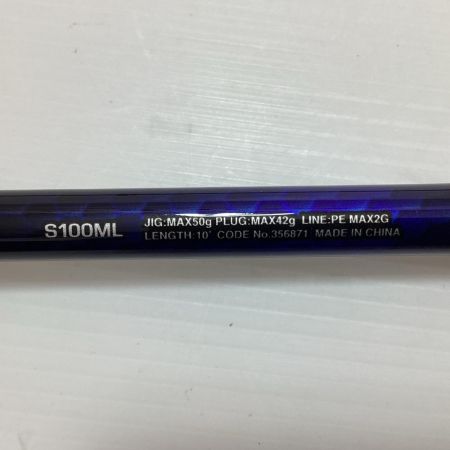 S100ML
JIG:MAX50g PLUG:MAX42g LINE:PE MAX2G
LENGTH:10' CODE No.356871 MADE IN CHINA